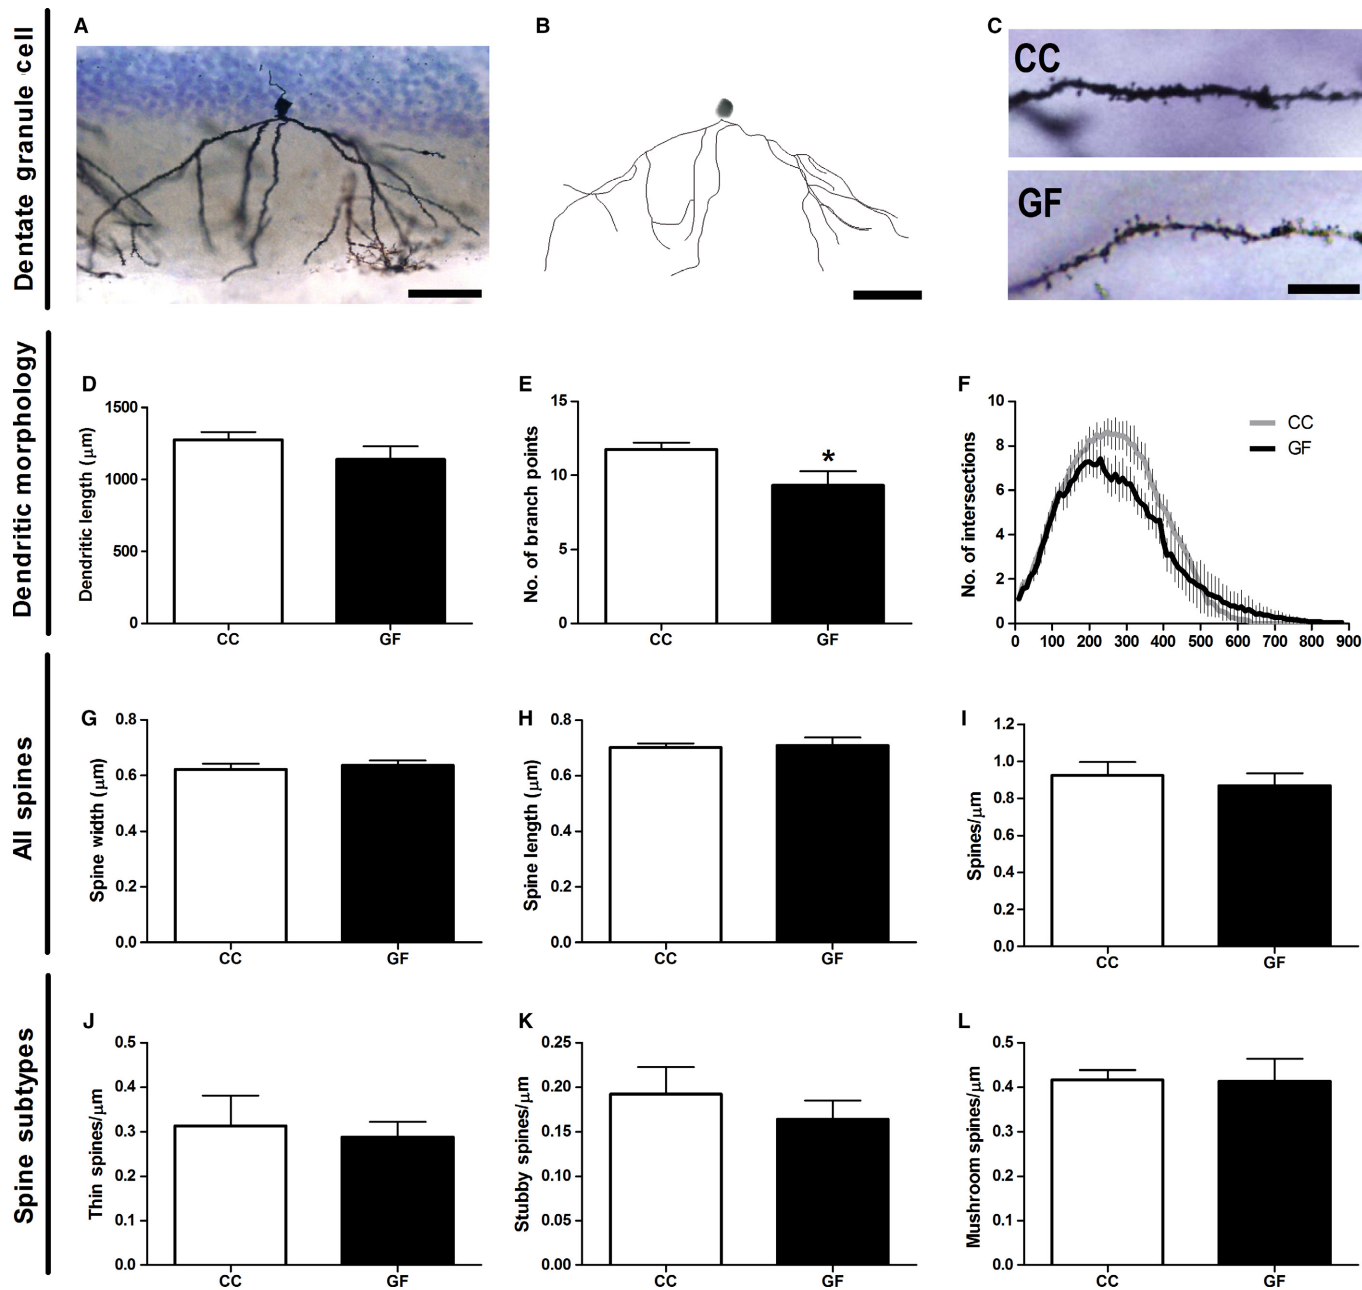 Dentate granule cell
A
B
C
CC
GF
Dendritic morphology
D
Dendritic length (µm)
1500
1000
500
0
CC
GF
E
No. of branch points
15
10
5
0
*
CC
GF
F
No. of intersections
10
8
6
4
2
0
CC
GF
0 100 200 300 400 500 600 700 800 900
All spines
G
Spine width (µm)
0.8
0.6
0.4
0.2
0.0
CC
GF
H
Spine length (µm)
0.8
0.6
0.4
0.2
0.0
CC
GF
I
Spines/µm
1.2
1.0
0.8
0.6
0.4
0.2
0.0
CC
GF
Spine subtypes
J
Thin spines/µm
0.5
0.4
0.3
0.2
0.1
0.0
CC
GF
K
Stubby spines/µm
0.25
0.20
0.15
0.10
0.05
0.00
CC
GF
L
Mushroom spines/µm
0.5
0.4
0.3
0.2
0.1
0.0
CC
GF